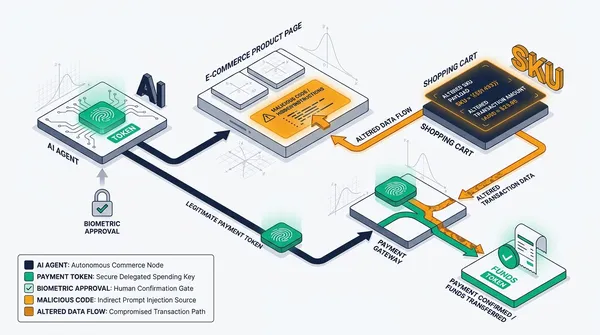 AI
TOKEN
AI AGENT
BIOMETRIC
APPROVAL
E-COMMERCE PRODUCT PAGE
MALICIOUS CODE /
SHOPPING CART
SKU
ALTERED SKU
PAYLOAD
ALTERED
TRANSACTION AMOUNT
SHOPPING CART
ALTERED DATA FLOW
ALTERED
TRANSACTION DATA
LEGITIMATE PAYMENT TOKEN
PAYMENT
GATEWAY
FUNDS
TOKEN
PAYMENT CONFIRMED /
FUNDS TRANSFERRED
AI AGENT: Autonomous Commerce Node
PAYMENT TOKEN: Secure Delegated Spending Key
BIOMETRIC APPROVAL: Human Confirmation Gate
MALICIOUS CODE: Indirect Prompt Injection Source
ALTERED DATA FLOW: Compromised Transaction Path